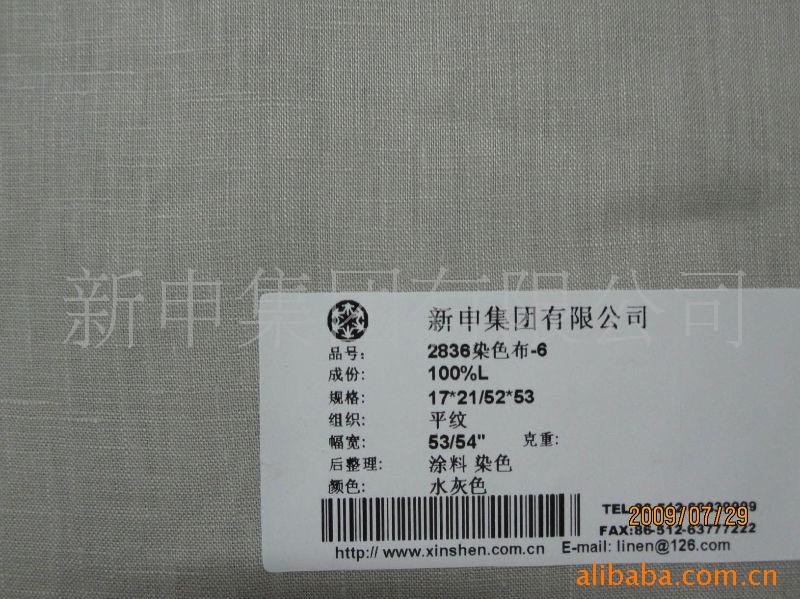 新申集团有限公司
新申集团有限公司
品号: 2836染色布-6
成份: 100%L
规格: 17*21/52*53
组织: 平纹
幅宽: 53/54" 克重:
后整理: 涂料 染色
颜色: 水灰色
TEL
2009/07/29
FAX:86-512-63777222
http://www.xinshen.com.cn E-mail: linen@126.com
alibaba.com.cn